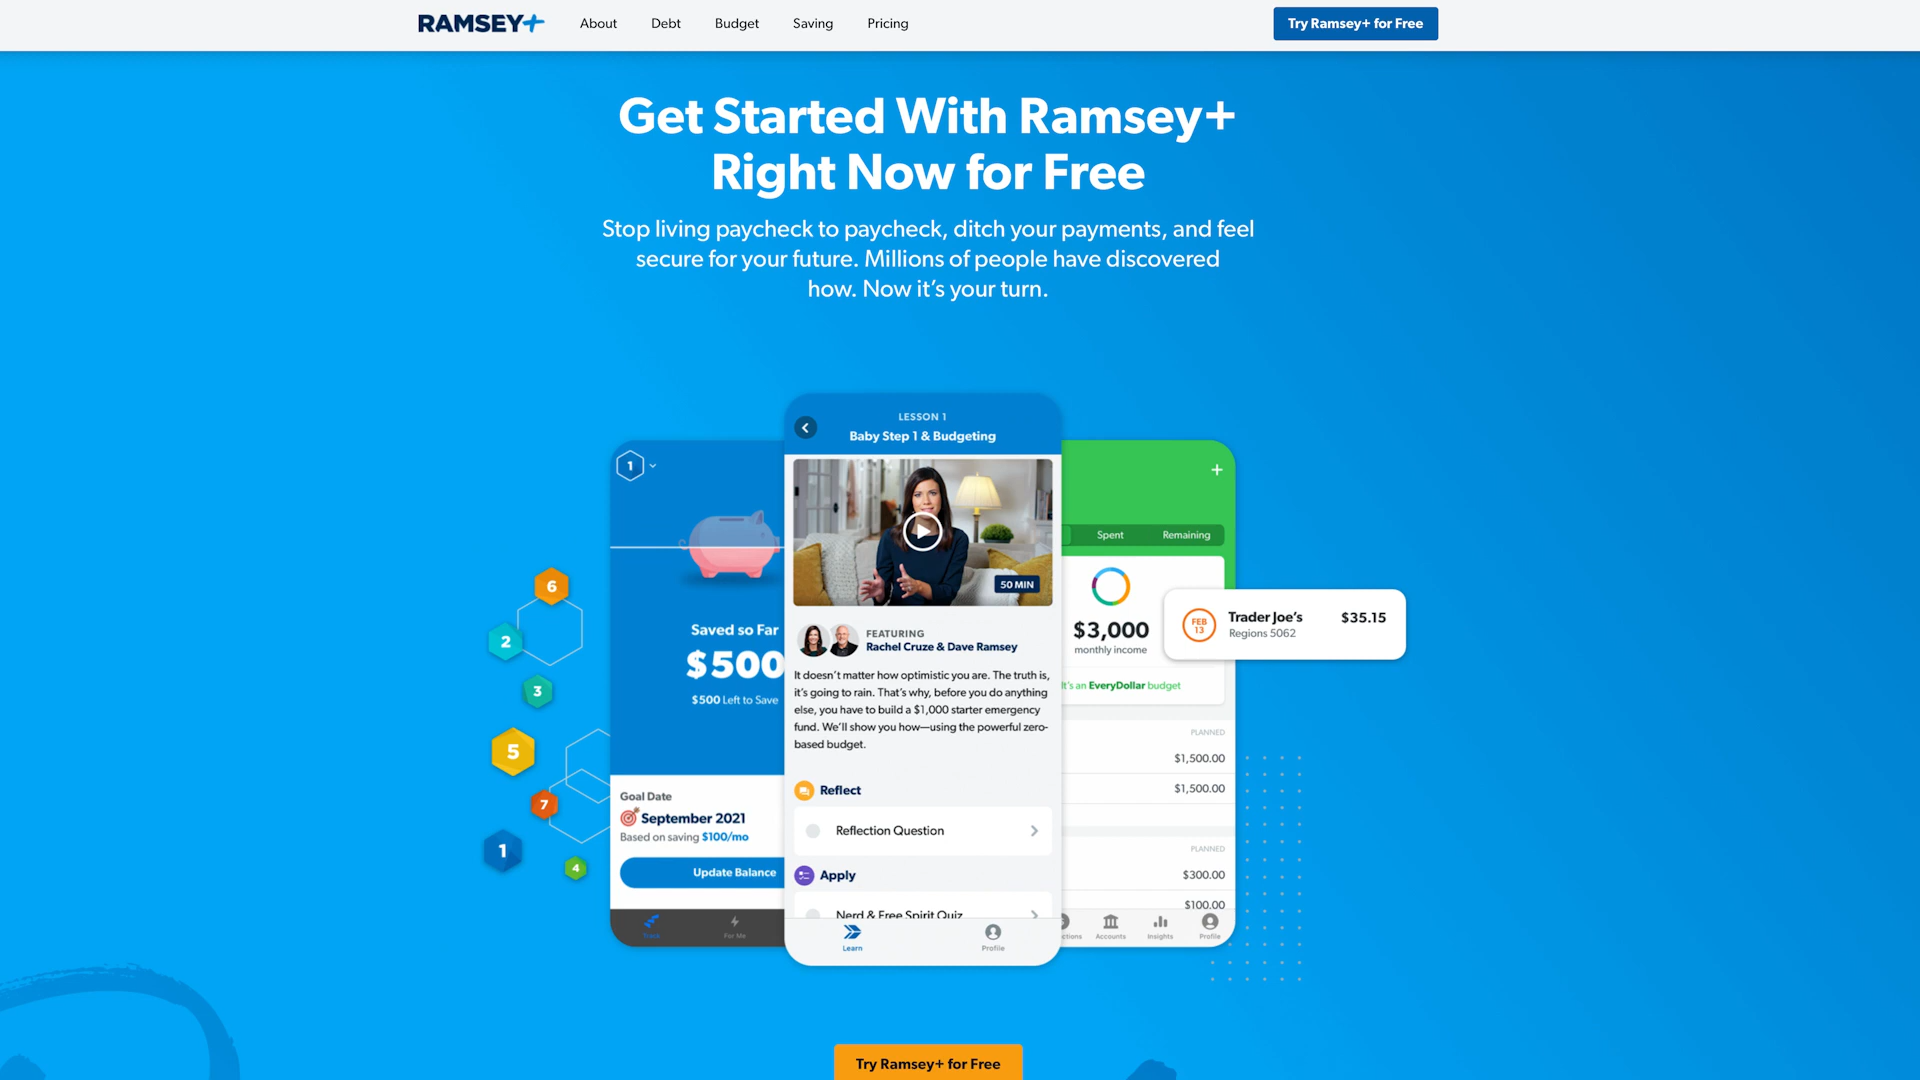 RAMSEY+
About
Debt
Budget
Saving
Pricing
Try Ramsey+ for Free
Get Started With Ramsey+
Right Now for Free
Stop living paycheck to paycheck, ditch your payments, and feel
secure for your future. Millions of people have discovered
how. Now it's your turn.
6
2
3
5
7
1
4
1
Saved so Far
$500
$500 Left to Save
Goal Date
September 2021
Based on saving $100/mo
Update Balance
Track
For Me
LESSON 1
Baby Step 1 & Budgeting
50 MIN
FEATURING
Rachel Cruze & Dave Ramsey
It doesn't matter how optimistic you are. The truth is,
it's going to rain. That's why, before you do anything
else, you have to build a $1,000 starter emergency
fund. We'll show you how—using the powerful zero-
based budget.
Reflect
Reflection Question
Apply
Nerd & Free Spirit Quiz
Learn
Profile
+
Spent
Remaining
$3,000
monthly income
It's an EveryDollar budget
FEB
13
Trader Joe's
$35.15
Regions 5062
PLANNED
$1,500.00
$1,500.00
PLANNED
$300.00
$100.00
ctions
Accounts
Insights
Profile
Try Ramsey+ for Free